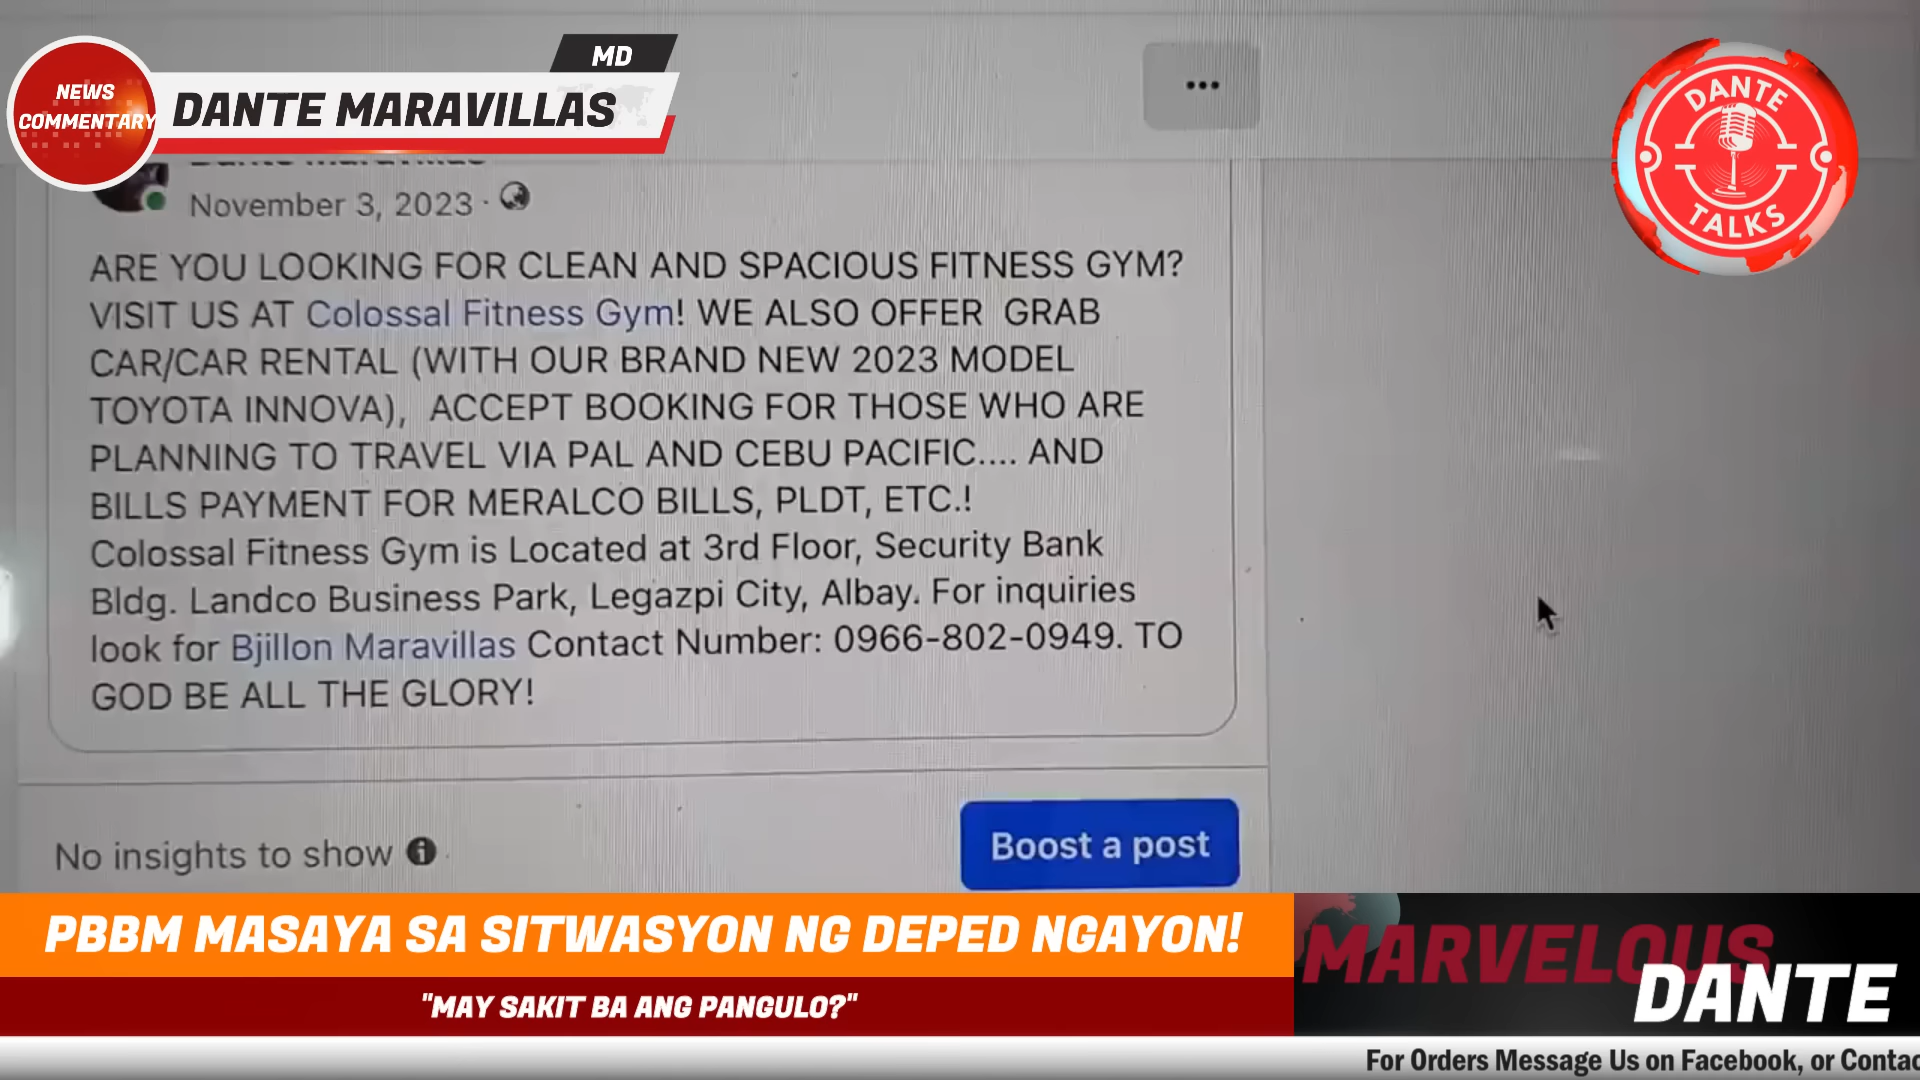 MD
NEWS
COMMENTARY
DANTE MARAVILLAS
DANTE
TALKS
November 3, 2023 ·
ARE YOU LOOKING FOR CLEAN AND SPACIOUS FITNESS GYM?
VISIT US AT Colossal Fitness Gym! WE ALSO OFFER GRAB
CAR/CAR RENTAL (WITH OUR BRAND NEW 2023 MODEL
TOYOTA INNOVA), ACCEPT BOOKING FOR THOSE WHO ARE
PLANNING TO TRAVEL VIA PAL AND CEBU PACIFIC.... AND
BILLS PAYMENT FOR MERALCO BILLS, PLDT, ETC.!
Colossal Fitness Gym is Located at 3rd Floor, Security Bank
Bldg. Landco Business Park, Legazpi City, Albay. For inquiries
look for Bjillon Maravillas Contact Number: 0966-802-0949. TO
GOD BE ALL THE GLORY!
No insights to show
Boost a post
PBBM MASAYA SA SITWASYON NG DEPED NGAYON!
"MAY SAKIT BA ANG PANGULO?"
MARVELOUS
DANTE
For Orders Message Us on Facebook, or Contac